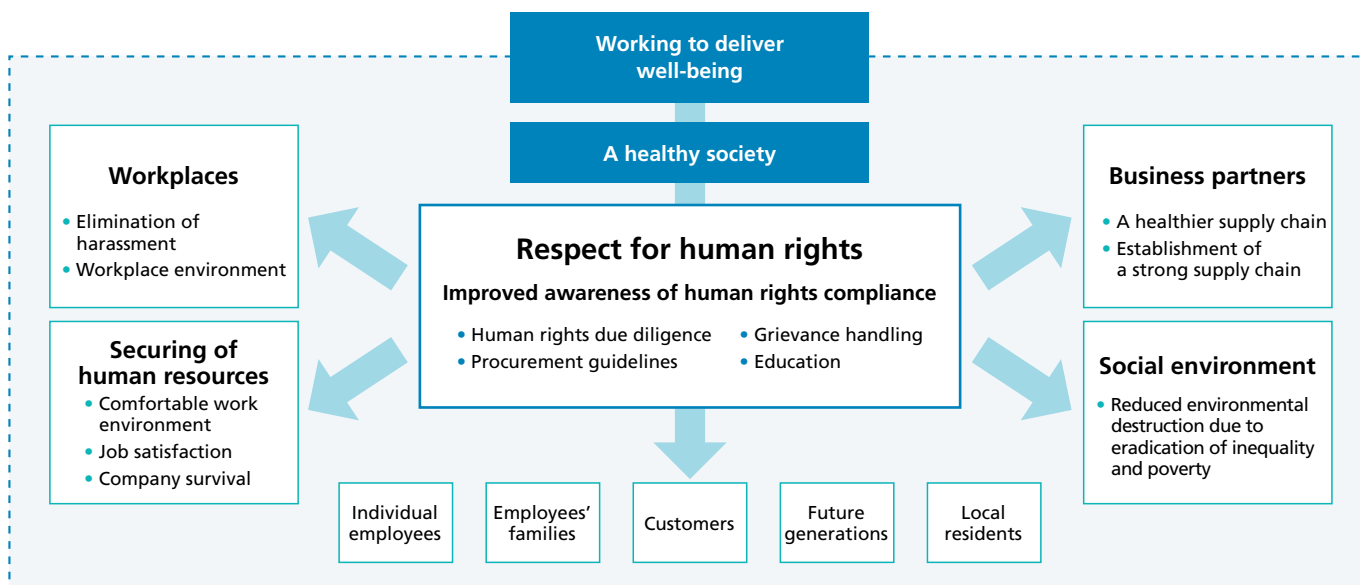 Working to deliver
well-being
A healthy society
Workplaces
• Elimination of
harassment
• Workplace environment
Securing of
human resources
• Comfortable work
environment
• Job satisfaction
• Company survival
Respect for human rights
Improved awareness of human rights compliance
• Human rights due diligence
• Procurement guidelines
• Grievance handling
• Education
Business partners
• A healthier supply chain
• Establishment of
a strong supply chain
Social environment
• Reduced environmental
destruction due to
eradication of inequality
and poverty
Individual
employees
Employees’
families
Customers
Future
generations
Local
residents